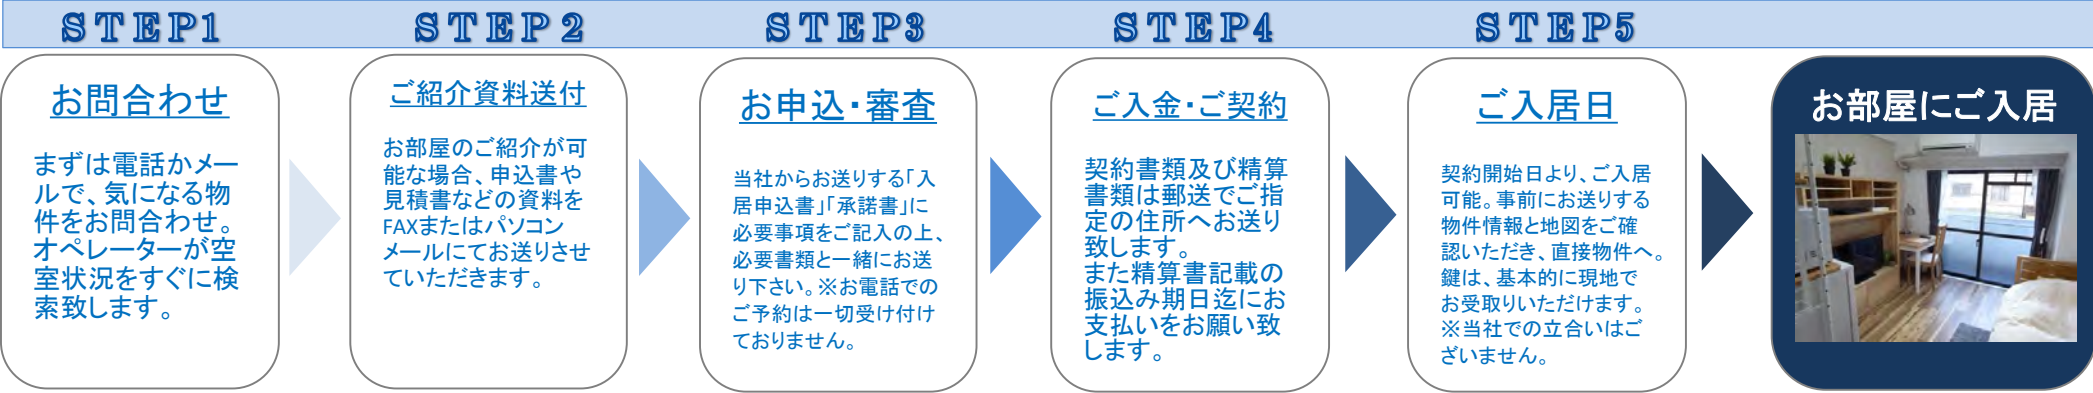 STEP1
お問合わせ
まずは電話かメー
ルで、気になる物
件をお問合わせ。
オペレーターが空
室状況をすぐに検
索致します。
STEP2
ご紹介資料送付
お部屋のご紹介が可
能な場合、申込書や
見積書などの資料を
FAXまたはパソコン
メールにてお送りさせ
ていただきます。
STEP3
お申込・審査
当社からお送りする「入
居申込書」「承諾書」に
必要事項をご記入の上、
必要書類と一緒にお送
り下さい。※お電話での
ご予約は一切受け付け
ておりません。
STEP4
ご入金・ご契約
契約書類及び精算
書類は郵送でご指
定の住所へお送り
致します。
また精算書記載の
振込み期日迄にお
支払いをお願い致
します。
STEP5
ご入居日
契約開始日より、ご入居
可能。事前にお送りする
物件情報と地図をご確
認いただき、直接物件へ。
鍵は、基本的に現地で
お受取りいただけます。
※当社での立合いはご
ざいません。
お部屋にご入居